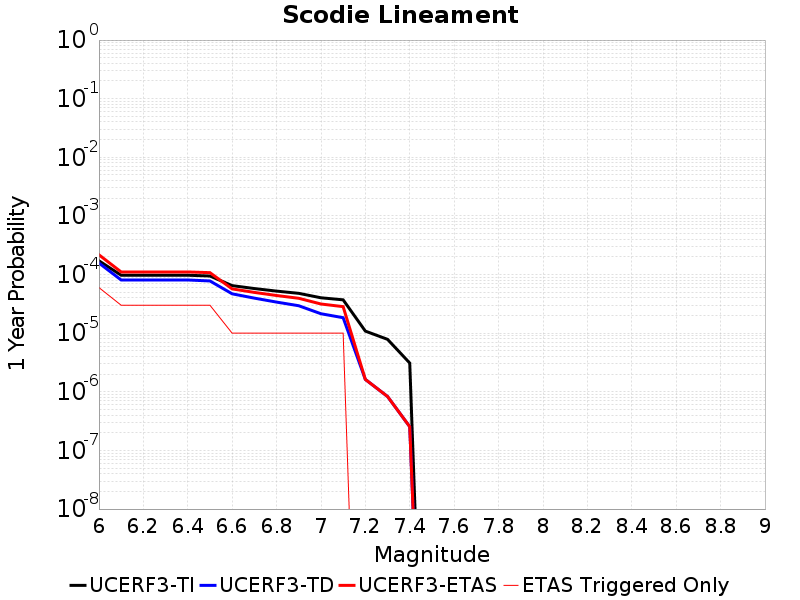 Scodie Lineament
1 Year Probability
10^0
10^-1
10^-2
10^-3
10^-4
10^-5
10^-6
10^-7
10^-8
6 6.2 6.4 6.6 6.8 7 7.2 7.4 7.6 7.8 8 8.2 8.4 8.6 8.8 9
Magnitude
UCERF3-TI UCERF3-TD UCERF3-ETAS ETAS Triggered Only